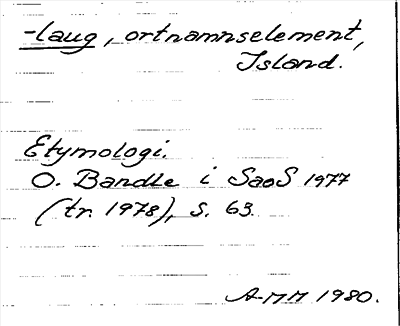 -laug, ortnamnselement,
Island.
Etymologi.
O. Bandle i SaoS 1977
(tr. 1978), s. 63.
A-MM 1980.